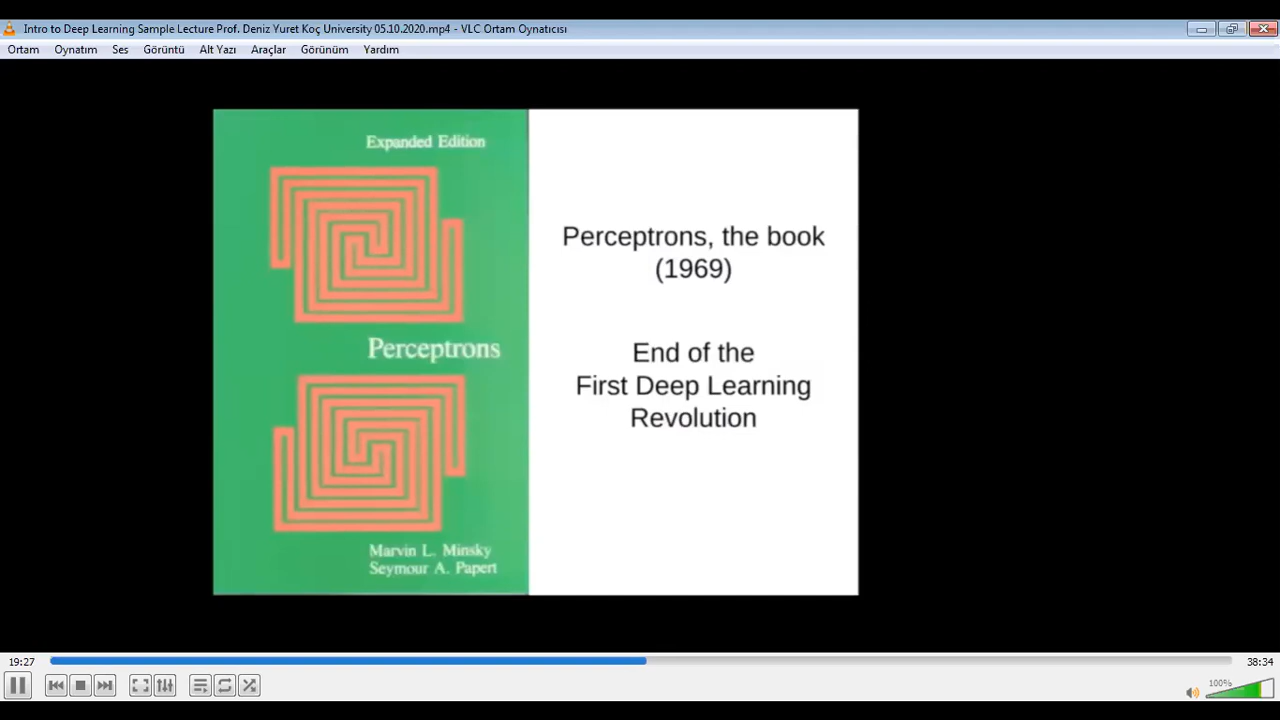 Intro to Deep Learning Sample Lecture Prof. Deniz Yuret Koç University 05.10.2020.mp4 - VLC Ortam Oynatıcısı
Ortam Oynatım Ses Görüntü Alt Yazı Araçlar Görünüm Yardım
Expanded Edition
Perceptrons
Marvin L. Minsky
Seymour A. Papert
Perceptrons, the book
(1969)
End of the
First Deep Learning
Revolution
19:27
38:34
100%